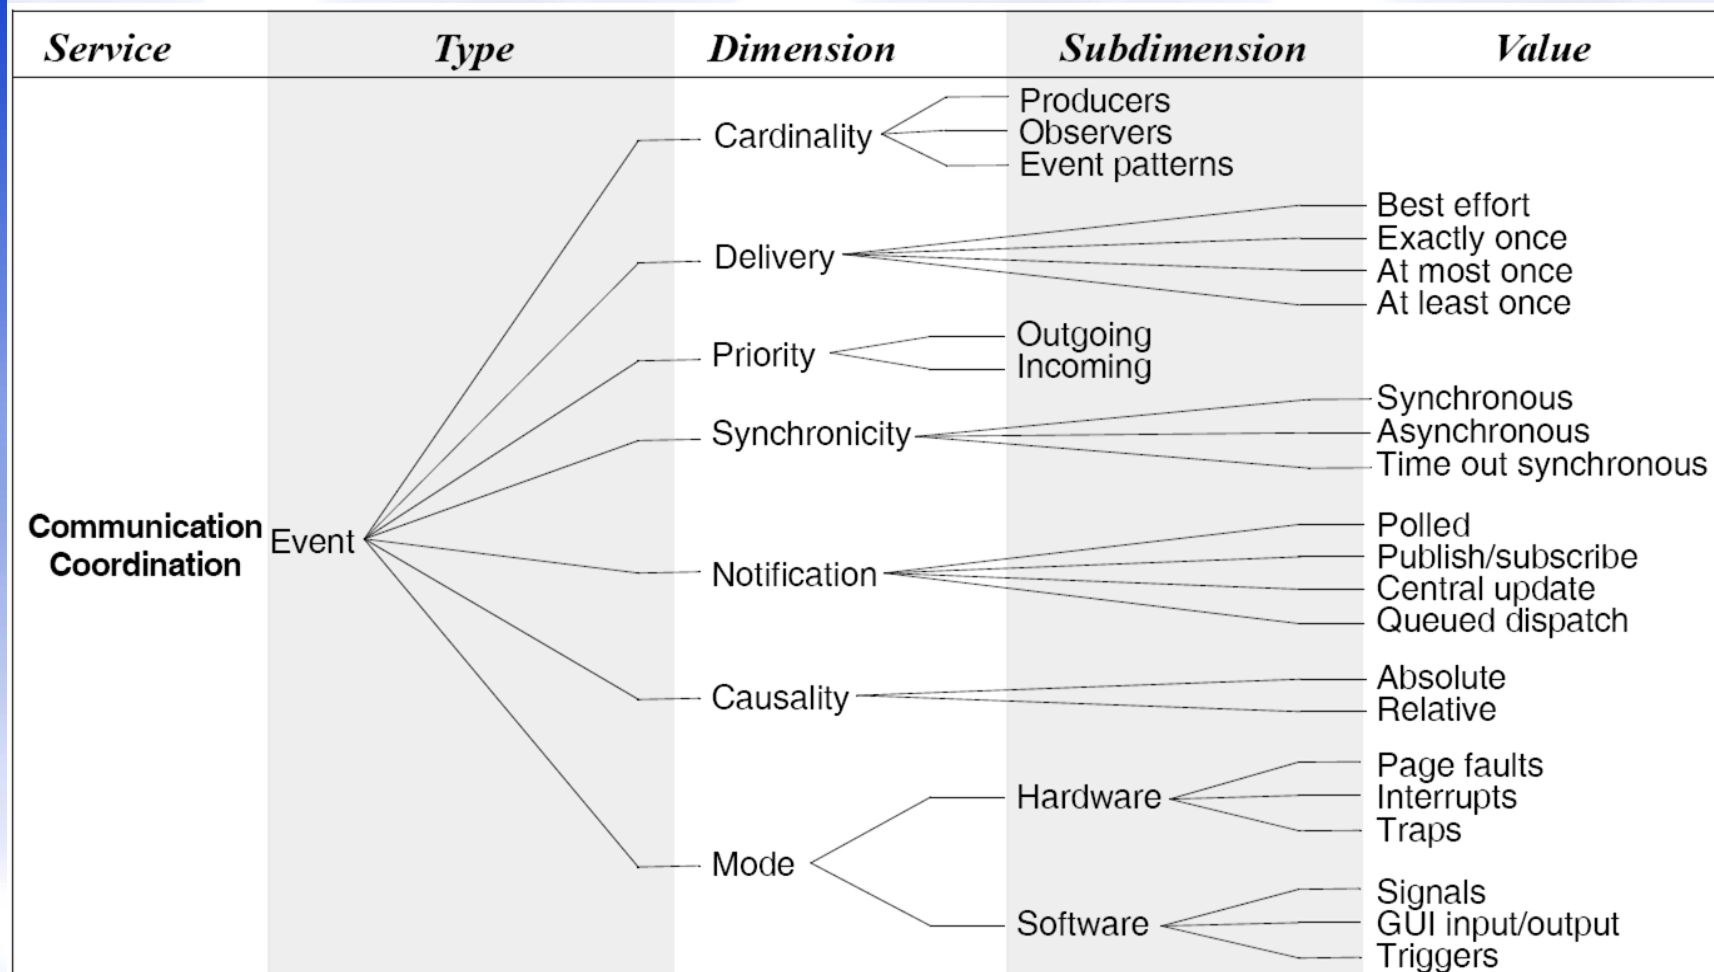 Service Type Dimension Subdimension Value
Producers
Cardinality Observers
Event patterns
Best effort
Exactly once
Delivery
At most once
At least once
Outgoing
Priority
Incoming
Synchronous
Synchronicity Asynchronous
Time out synchronous
Communication
Coordination
Event
Polled
Publish/subscribe
Notification
Central update
Queued dispatch
Absolute
Causality
Relative
Page faults
Hardware Interrupts
Traps
Mode
Signals
Software GUI input/output
Triggers